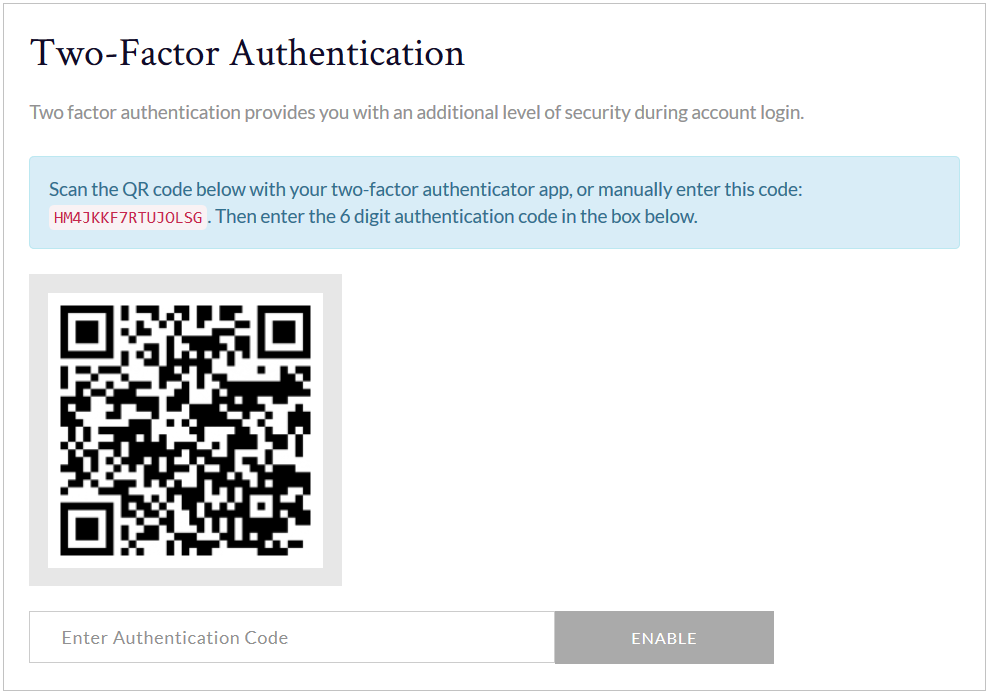 Two-Factor Authentication
Two factor authentication provides you with an additional level of security during account login.
Scan the QR code below with your two-factor authenticator app, or manually enter this code:
HM4JKKF7RTUJOLSG. Then enter the 6 digit authentication code in the box below.
Enter Authentication Code
ENABLE